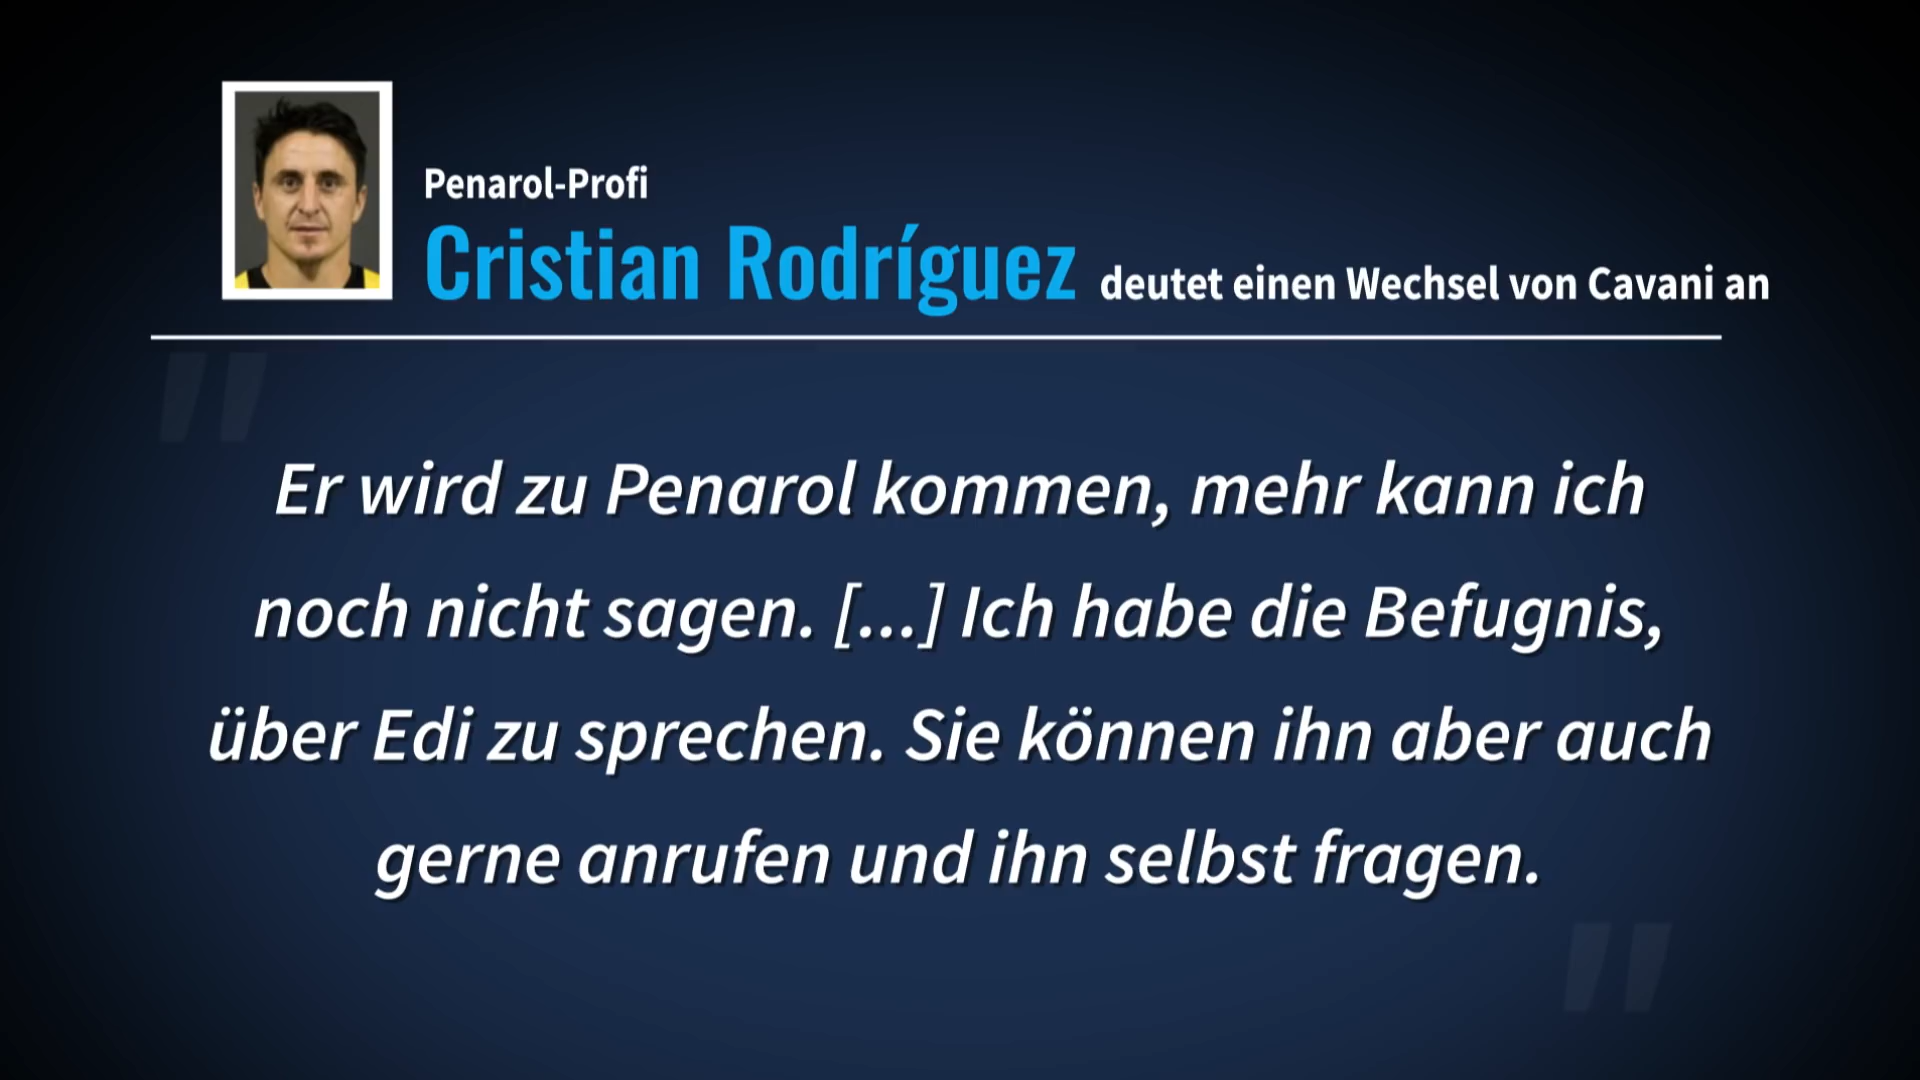 Penarol-Profi
Cristian Rodríguez deutet einen Wechsel von Cavani an
"
Er wird zu Penarol kommen, mehr kann ich
noch nicht sagen. [...] Ich habe die Befugnis,
über Edi zu sprechen. Sie können ihn aber auch
gerne anrufen und ihn selbst fragen.
"